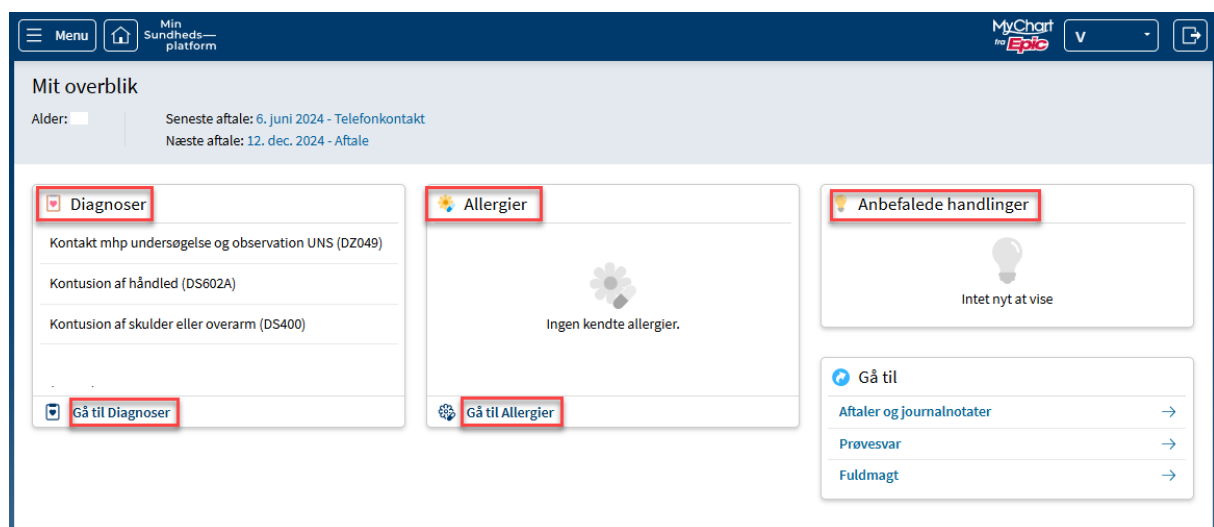 Menu
Min
Sundheds—
platform
MyChart
fra Epic
V
Mit overblik
Alder:
Seneste aftale: 6. juni 2024 - Telefonkontakt
Næste aftale: 12. dec. 2024 - Aftale
Diagnoser
Kontakt mhp undersøgelse og observation UNS (DZ049)
Kontusion af håndled (DS602A)
Kontusion af skulder eller overarm (DS400)
Gå til Diagnoser
Allergier
Ingen kendte allergier.
Gå til Allergier
Anbefalede handlinger
Intet nyt at vise
Gå til
Aftaler og journalnotater
Prøvesvar
Fuldmagt